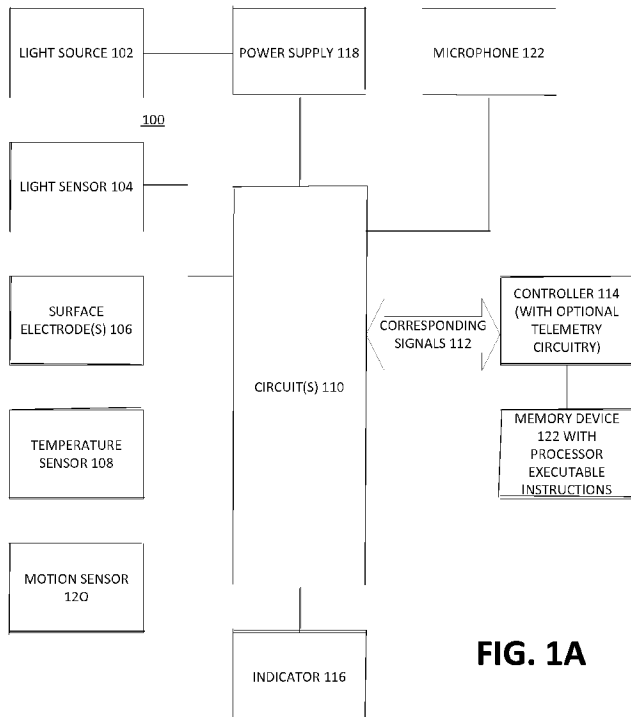 LIGHT SOURCE 102
POWER SUPPLY 118
MICROPHONE 122
100
LIGHT SENSOR 104
SURFACE
ELECTRODE(S) 106
CONTROLLER 114
(WITH OPTIONAL
TELEMETRY
CIRCUITRY)
CORRESPONDING
SIGNALS 112
CIRCUIT(S) 110
TEMPERATURE
SENSOR 108
MEMORY DEVICE
122 WITH
PROCESSOR
EXECUTABLE
INSTRUCTIONS
MOTION SENSOR
120
INDICATOR 116
FIG. 1A